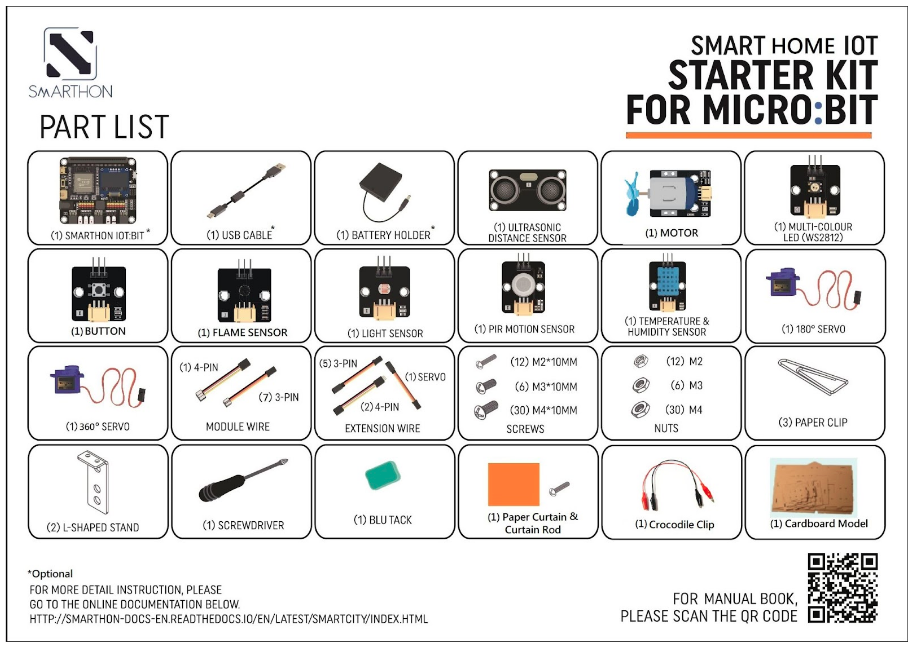 SMARTHON
SMART HOME IOT
STARTER KIT
FOR MICRO:BIT
PART LIST
(1) SMARTHON IOT:BIT *
(1) USB CABLE*
(1) BATTERY HOLDER*
(1) ULTRASONIC
DISTANCE SENSOR
(1) MOTOR
(1) MULTI-COLOUR
LED (WS2812)
(1) BUTTON
(1) FLAME SENSOR
(1) LIGHT SENSOR
(1) PIR MOTION SENSOR
(1) TEMPERATURE &
HUMIDITY SENSOR
(1) 180° SERVO
(1) 360° SERVO
(1) 4-PIN
(7) 3-PIN
MODULE WIRE
(5) 3-PIN
(1) SERVO
(2) 4-PIN
EXTENSION WIRE
(12) M2*10MM
(6) M3*10MM
(30) M4*10MM
SCREWS
(12) M2
(6) M3
(30) M4
NUTS
(3) PAPER CLIP
(2) L-SHAPED STAND
(1) SCREWDRIVER
(1) BLU TACK
(1) Paper Curtain &
Curtain Rod
(1) Crocodile Clip
(1) Cardboard Model
*Optional
FOR MORE DETAIL INSTRUCTION, PLEASE
GO TO THE ONLINE DOCUMENTATION BELOW.
HTTP://SMARTHON-DOCS-EN.READTHEDOCS.IO/EN/LATEST/SMARTCITY/INDEX.HTML
FOR MANUAL BOOK,
PLEASE SCAN THE QR CODE